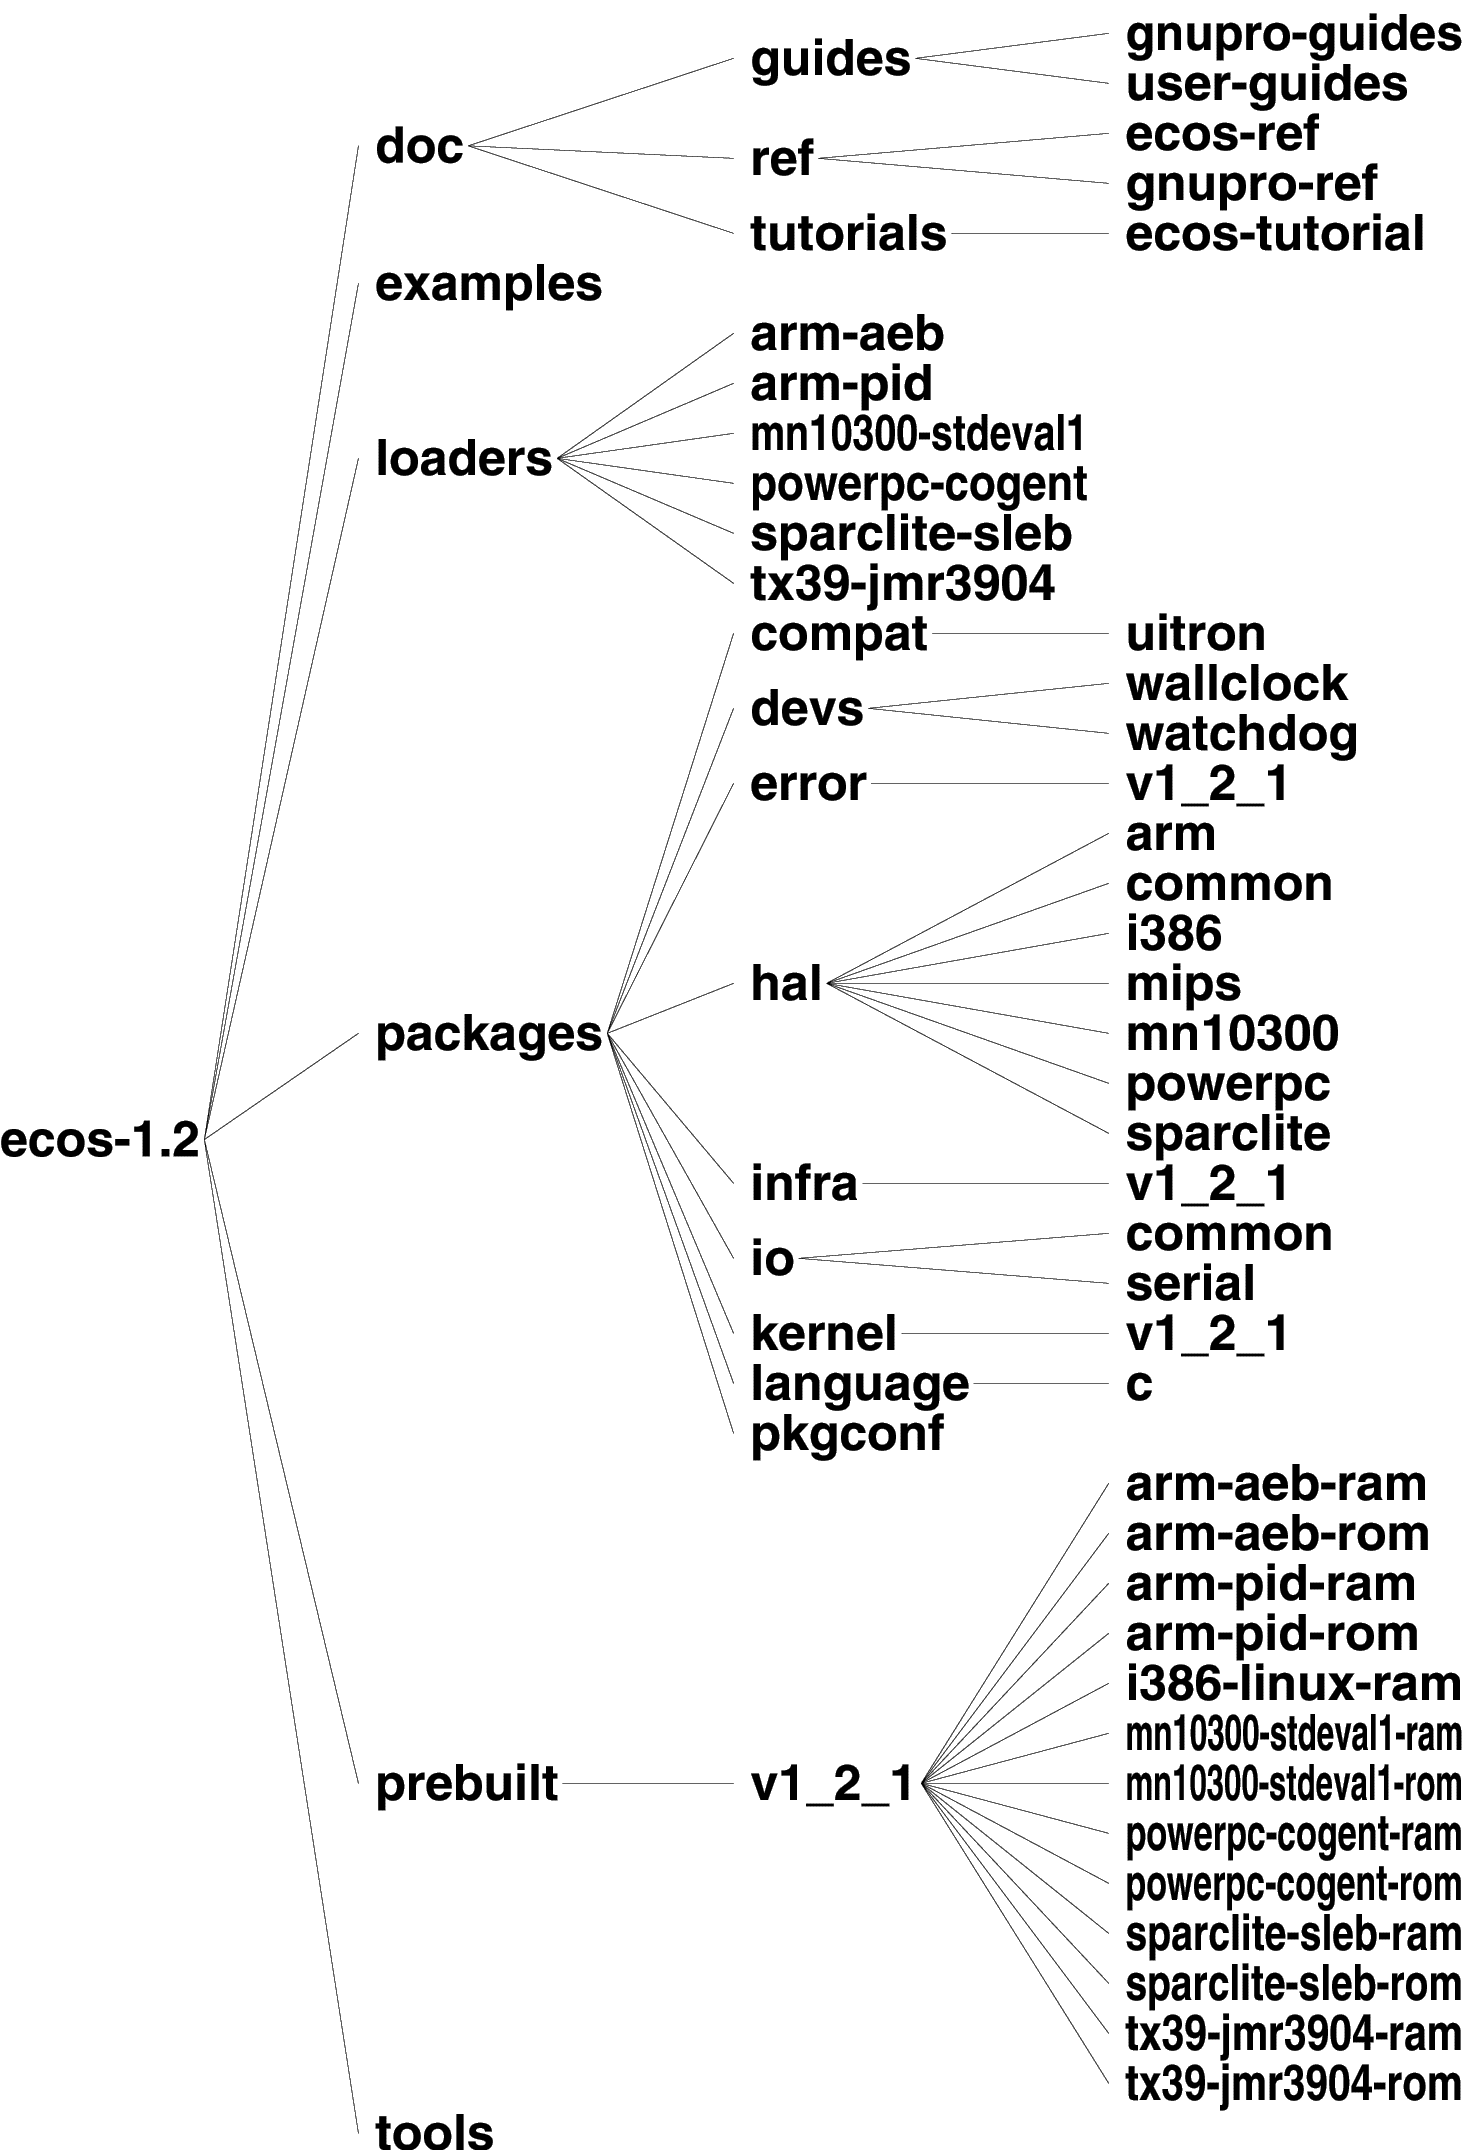 gnupro-guides
guides
user-guides
ecos-ref
doc
ref
gnupro-ref
tutorials
ecos-tutorial
examples
arm-aeb
arm-pid
mn10300-stdeval1
loaders
powerpc-cogent
sparclite-sleb
tx39-jmr3904
compat
uitron
wallclock
devs
watchdog
error
v1_2_1
arm
common
i386
hal
mips
packages
mn10300
powerpc
ecos-1.2
sparclite
infra
v1_2_1
common
io
serial
kernel
v1_2_1
language
c
pkgconf
arm-aeb-ram
arm-aeb-rom
arm-pid-ram
arm-pid-rom
i386-linux-ram
mn10300-stdeval1-ram
prebuilt
v1_2_1
mn10300-stdeval1-rom
powerpc-cogent-ram
powerpc-cogent-rom
sparclite-sleb-ram
sparclite-sleb-rom
tx39-jmr3904-ram
tx39-jmr3904-rom
tools